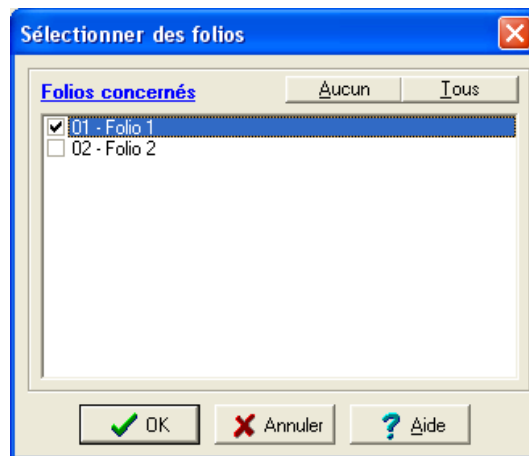 Sélectionner des folios
Folios concernés
Aucun
Tous
01 - Folio 1
02 - Folio 2
OK
Annuler
? Aide